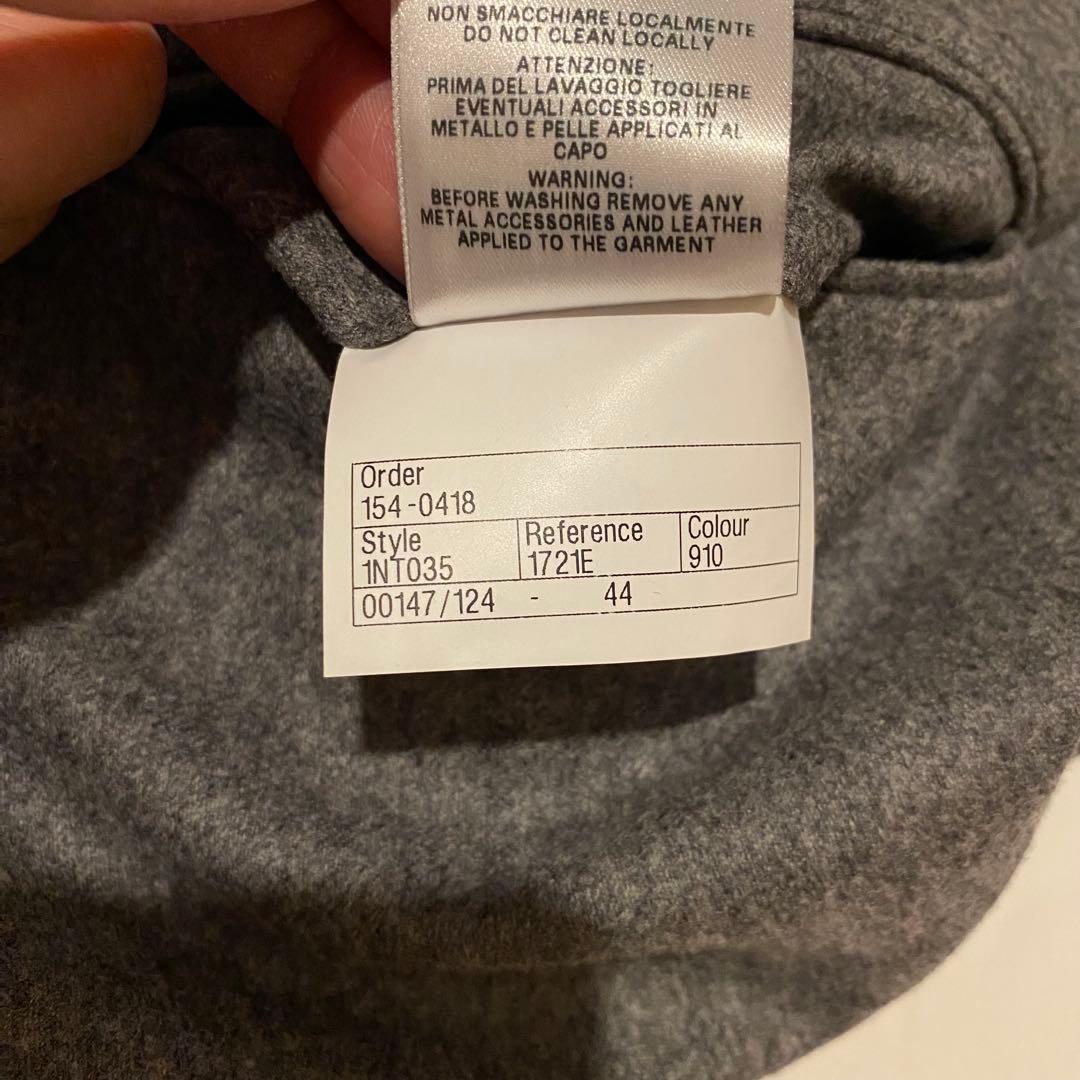 NON SMACCHIARE LOCALMENTE
DO NOT CLEAN LOCALLY
ATTENZIONE:
PRIMA DEL LAVAGGIO TOGLIERE
EVENTUALI ACCESSORI IN
METALLO E PELLE APPLICATI AL
CAPO
WARNING:
BEFORE WASHING REMOVE ANY
METAL ACCESSORIES AND LEATHER
APPLIED TO THE GARMENT
Order
154-0418
Style Reference Colour
1NT035 1721E 910
00147/124 - 44